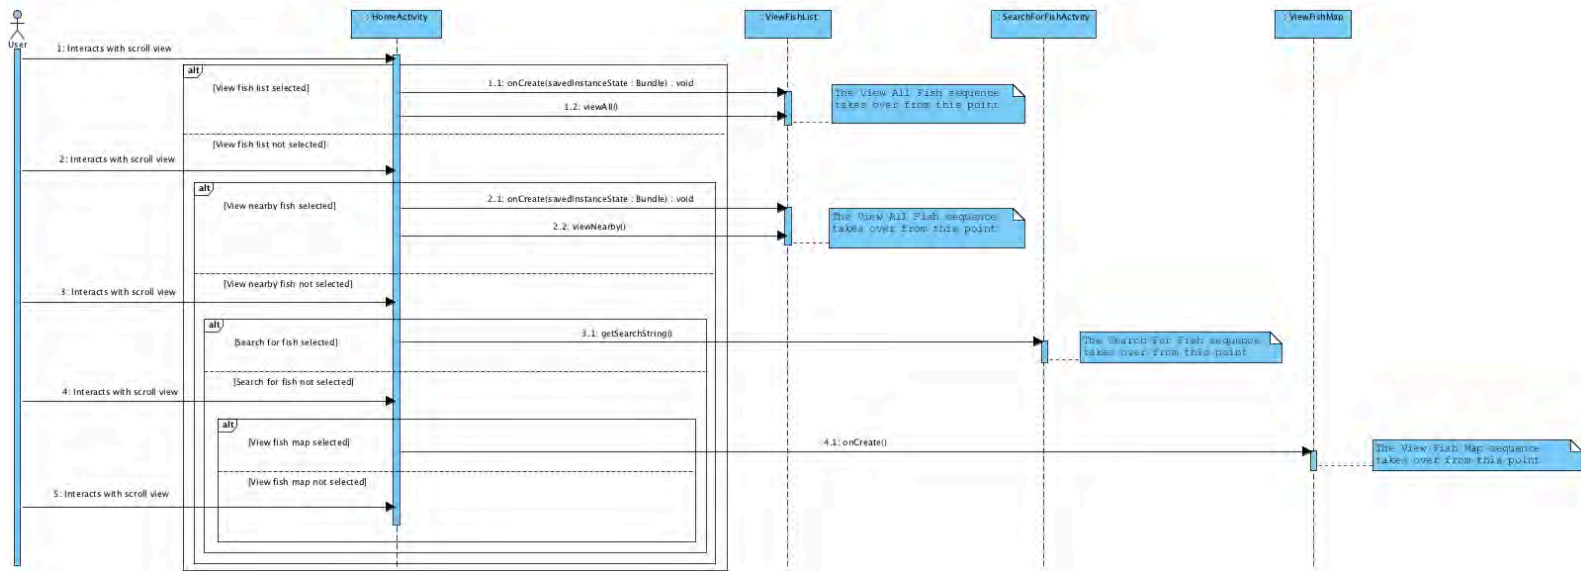 : HomeActivity
: ViewFishList
: SearchForFishActvity
: ViewFishMap
User
1: Interacts with scroll view
alt
[View fish list selected]
1.1: onCreate(savedInstanceState : Bundle) : void
1.2: viewAll()
The View All Fish sequence
takes over from this point
[View fish list not selected]
2: Interacts with scroll view
alt
[View nearby fish selected]
2.1: onCreate(savedInstanceState : Bundle) : void
2.2: viewNearby()
The View All Fish sequence
takes over from this point
[View nearby fish not selected]
3: Interacts with scroll view
alt
[Search for fish selected]
3.1: getSearchString()
The Search For Fish sequence
takes over from this point
[Search for fish not selected]
4: Interacts with scroll view
alt
[View fish map selected]
4.1: onCreate()
The View Fish Map sequence
takes over from this point
[View fish map not selected]
5: Interacts with scroll view